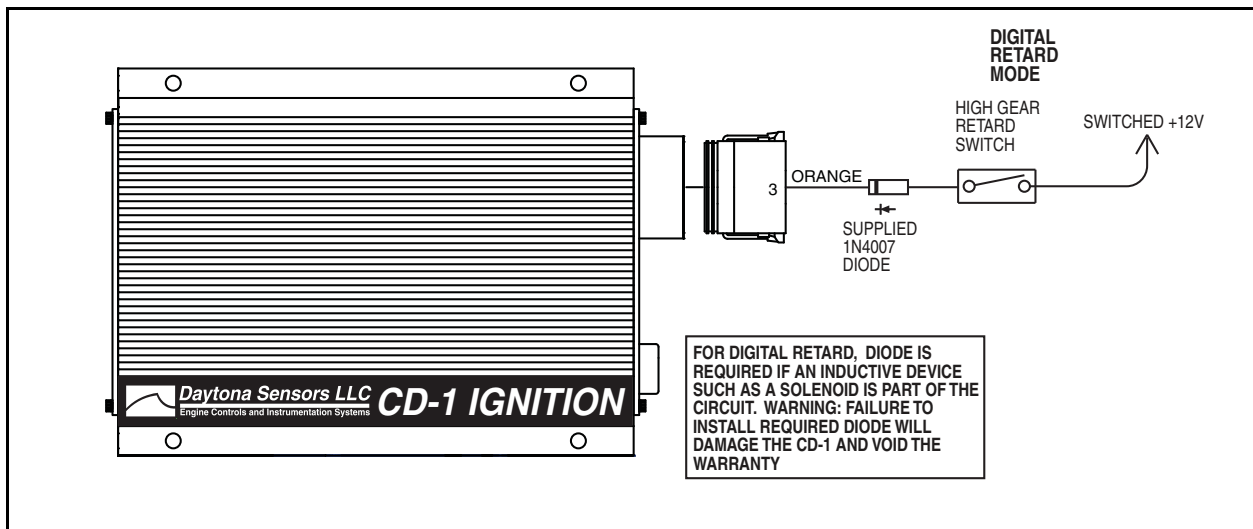 DIGITAL
RETARD
MODE
HIGH GEAR
RETARD
SWITCH
SWITCHED +12V
3
ORANGE
SUPPLIED
1N4007
DIODE
FOR DIGITAL RETARD, DIODE IS
REQUIRED IF AN INDUCTIVE DEVICE
SUCH AS A SOLENOID IS PART OF THE
CIRCUIT. WARNING: FAILURE TO
INSTALL REQUIRED DIODE WILL
DAMAGE THE CD-1 AND VOID THE
WARRANTY
Daytona Sensors LLC
Engine Controls and Instrumentation Systems
CD-1 IGNITION